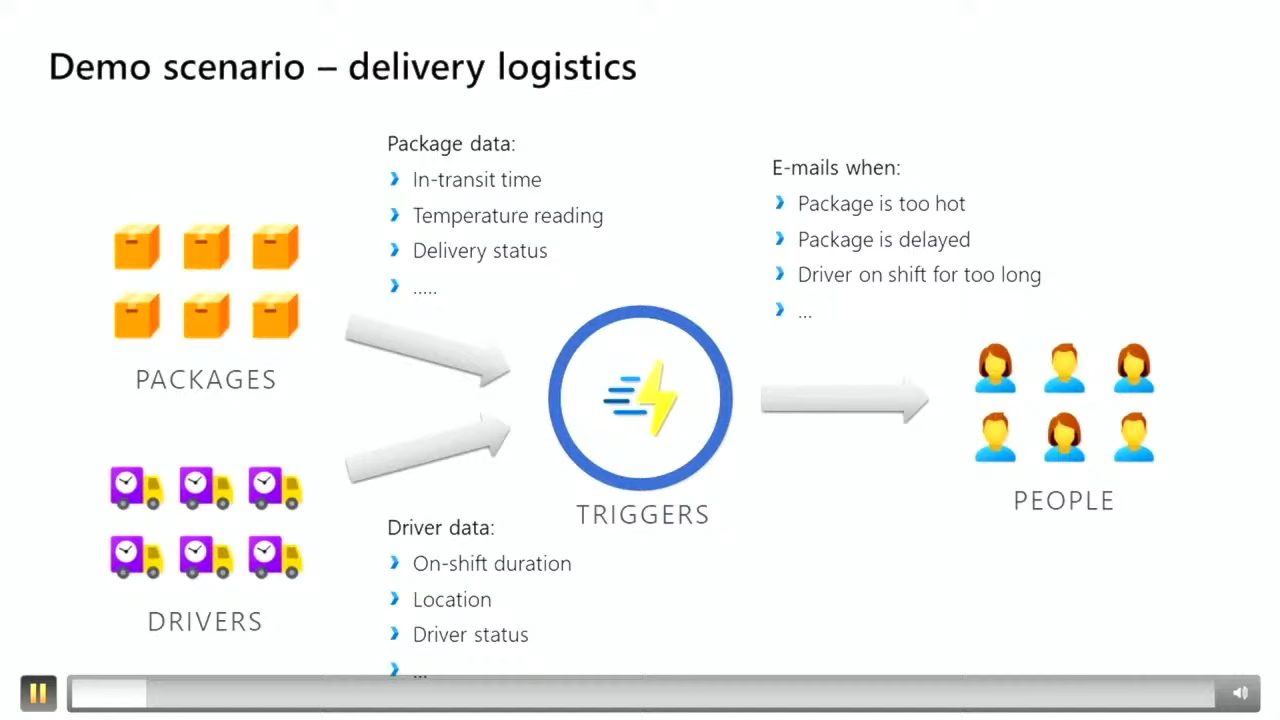 Demo scenario – delivery logistics
Package data:
In-transit time
Temperature reading
Delivery status
.....
E-mails when:
Package is too hot
Package is delayed
Driver on shift for too long
...
PACKAGES
TRIGGERS
PEOPLE
Driver data:
On-shift duration
Location
Driver status
...
DRIVERS